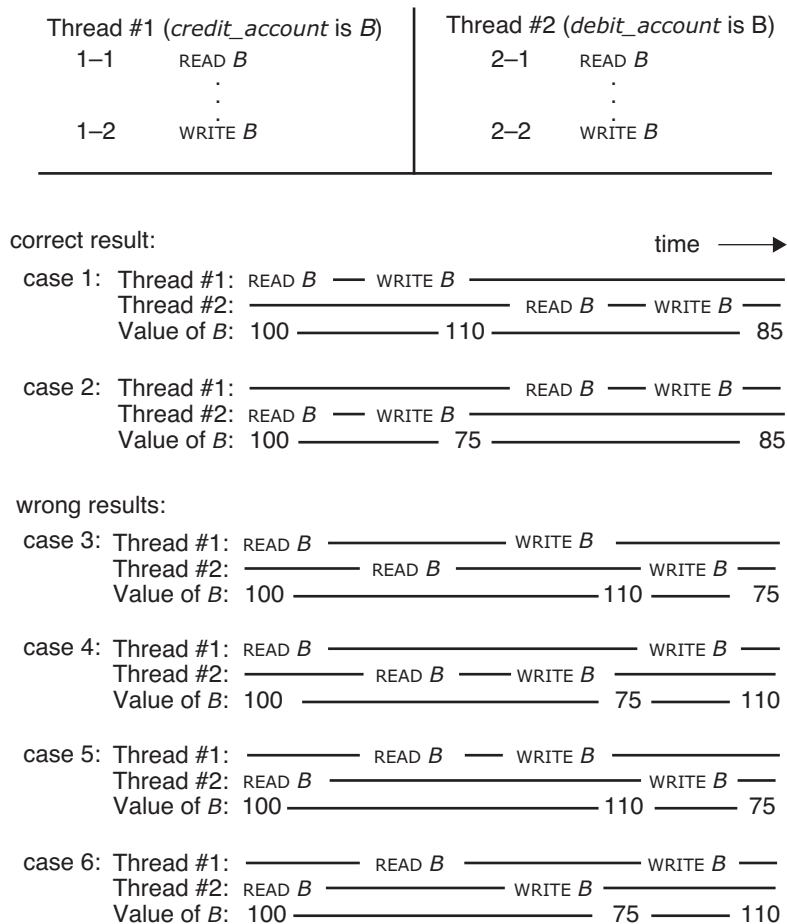 Thread #1 (credit_account is B)
1–1 READ B
1–2 WRITE B
Thread #2 (debit_account is B)
2–1 READ B
2–2 WRITE B
correct result:
time
case 1: Thread #1: READ B WRITE B
Thread #2: READ B WRITE B
Value of B: 100 110 85
case 2: Thread #1: READ B WRITE B
Thread #2: READ B WRITE B
Value of B: 100 75 85
wrong results:
case 3: Thread #1: READ B WRITE B
Thread #2: READ B WRITE B
Value of B: 100 110 75
case 4: Thread #1: READ B WRITE B
Thread #2: READ B WRITE B
Value of B: 100 75 110
case 5: Thread #1: READ B WRITE B
Thread #2: READ B WRITE B
Value of B: 100 110 75
case 6: Thread #1: READ B WRITE B
Thread #2: READ B WRITE B
Value of B: 100 75 110